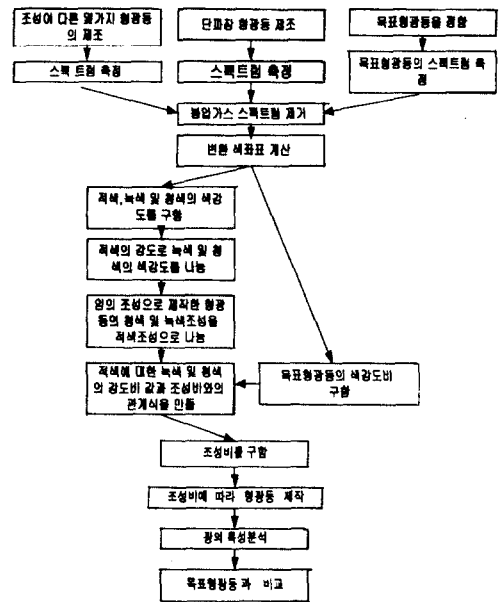 조성이 다른 몇가지 형광등
의 제조
단파장 형광등 제조
목표형광등을 정함
스펙 트럼 측정
스펙트럼 측정
목표형광등의 스펙트럼 측
정
봉입가스 스펙트럼 제거
변환 색좌표 계산
적색,녹색 및 청색의 색강
도를 구함
적색의 강도로 녹색 및 청
색의 색강도를 나눔
임의 조성으로 제작한 형광
등의 청색 및 녹색조성을
적색조성으로 나눔
적색에 대한 녹색 및 청색
의 강도비 값과 조성비와의
관계식을 만듦
목표형광등의 색강도비
구함
조성비를 구함
조성비에 따라 형광등 제작
광의 특성분석
목표형광등 과 비교